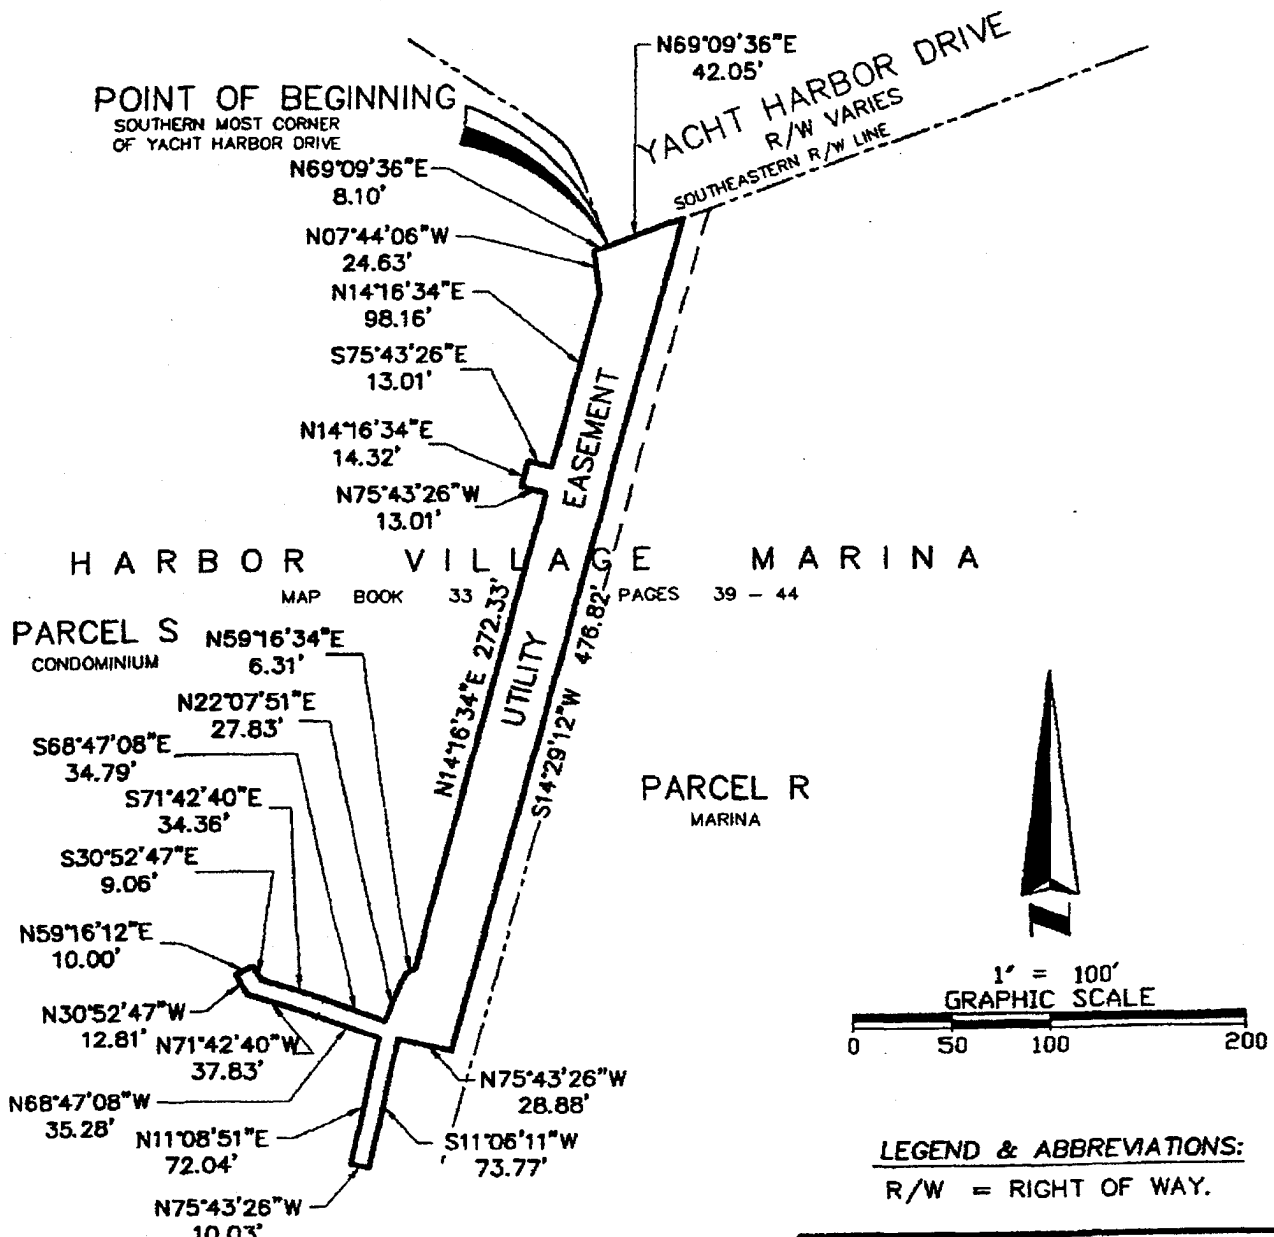 N69°09'36"E
42.05'
POINT OF BEGINNING
SOUTHERN MOST CORNER
OF YACHT HARBOR DRIVE
YACHT HARBOR DRIVE
R/W VARIES
SOUTHEASTERN R/W LINE
N69°09'36"E
8.10'
N07°44'06"W
24.63'
N14°16'34"E
98.16'
S75°43'26"E
13.01'
N14°16'34"E
14.32'
N75°43'26"W
13.01'
UTILITY EASEMENT
HARBOR VILLAGE MARINA
MAP BOOK 33 PAGES 39 - 44
N14°16'34"E 272.33'
S14°29'12"W 476.82'
PARCEL S
CONDOMINIUM
N59°16'34"E
6.31'
N22°07'51"E
27.83'
S68°47'08"E
34.79'
S71°42'40"E
34.36'
S30°52'47"E
9.06'
N59°16'12"E
10.00'
N30°52'47"W
12.81'
N71°42'40"W
37.83'
N68°47'08"W
35.28'
N11°08'51"E
72.04'
N75°43'26"W
10.03'
S11°06'11"W
73.77'
N75°43'26"W
28.88'
PARCEL R
MARINA
N
1" = 100'
GRAPHIC SCALE
0 50 100 200
LEGEND & ABBREVIATIONS:
R/W = RIGHT OF WAY.